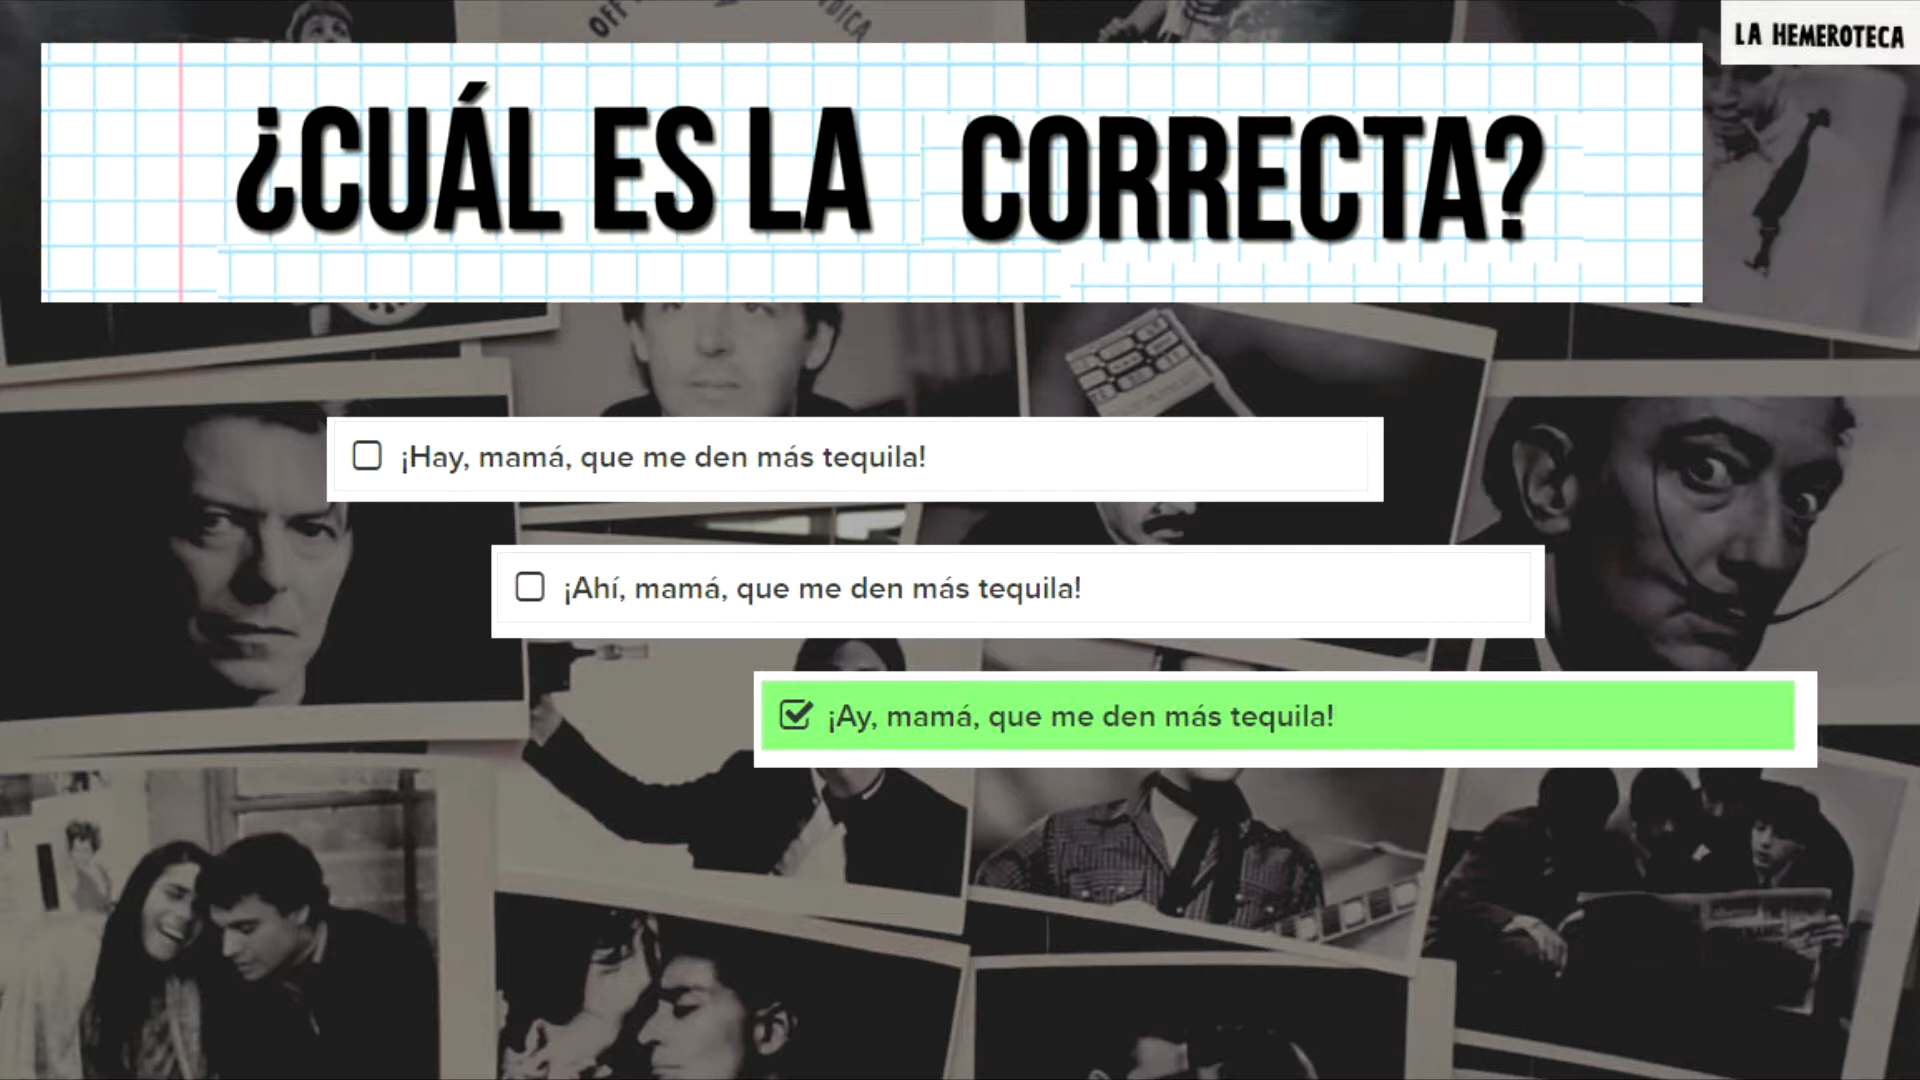 LA HEMEROTECA
¿CUÁL ES LA CORRECTA?
¡Hay, mamá, que me den más tequila!
¡Ahí, mamá, que me den más tequila!
¡Ay, mamá, que me den más tequila!